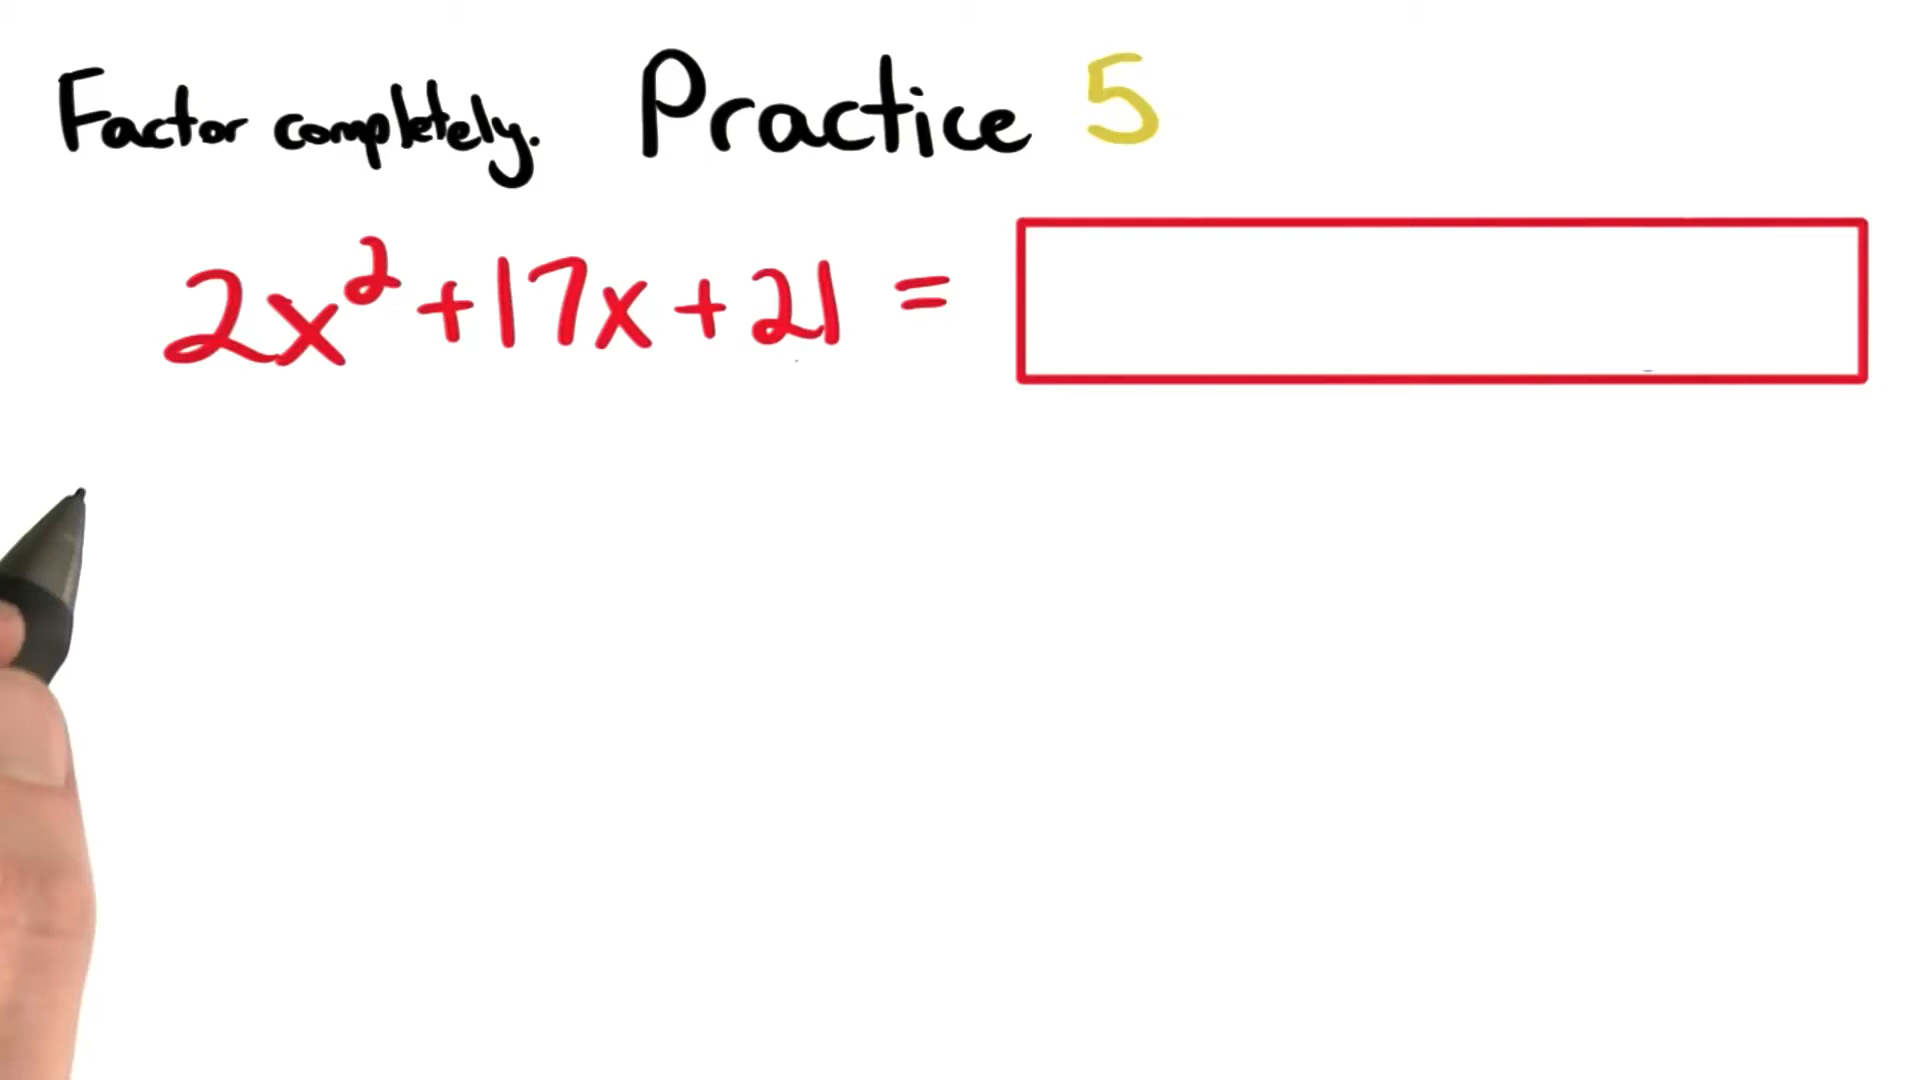 Factor completely. Practice 5
2x²+17x+21 =